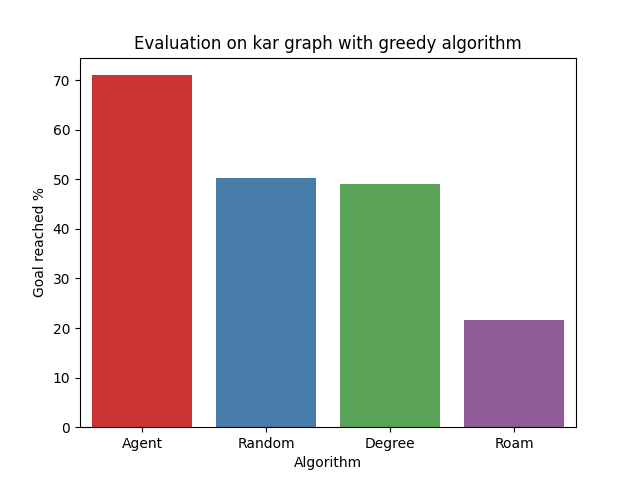 Evaluation on kar graph with greedy algorithm
Goal reached %
70
60
50
40
30
20
10
0
Agent Random Degree Roam
Algorithm